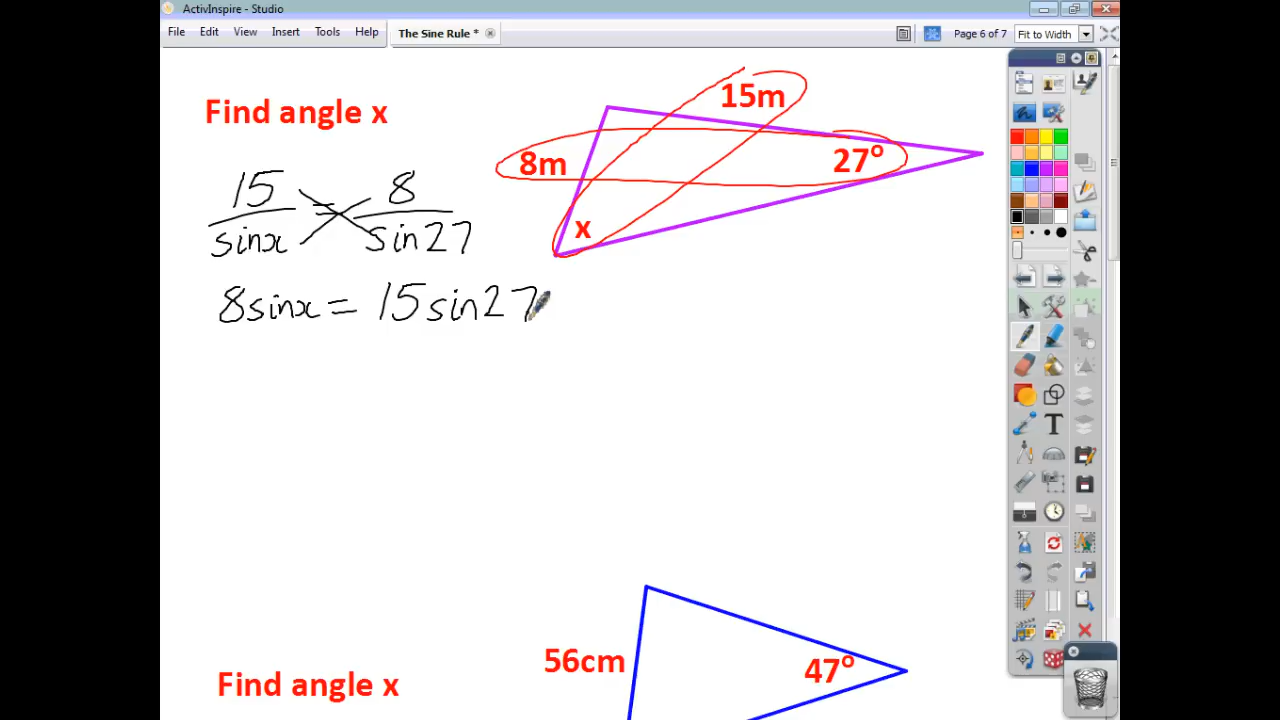 ActivInspire - Studio
File Edit View Insert Tools Help
The Sine Rule *
Page 6 of 7
Fit to Width
Find angle x
15m
8m
27°
x
15 = 8
sinx sin27
8sinx = 15sin27
56cm
47°
Find angle x